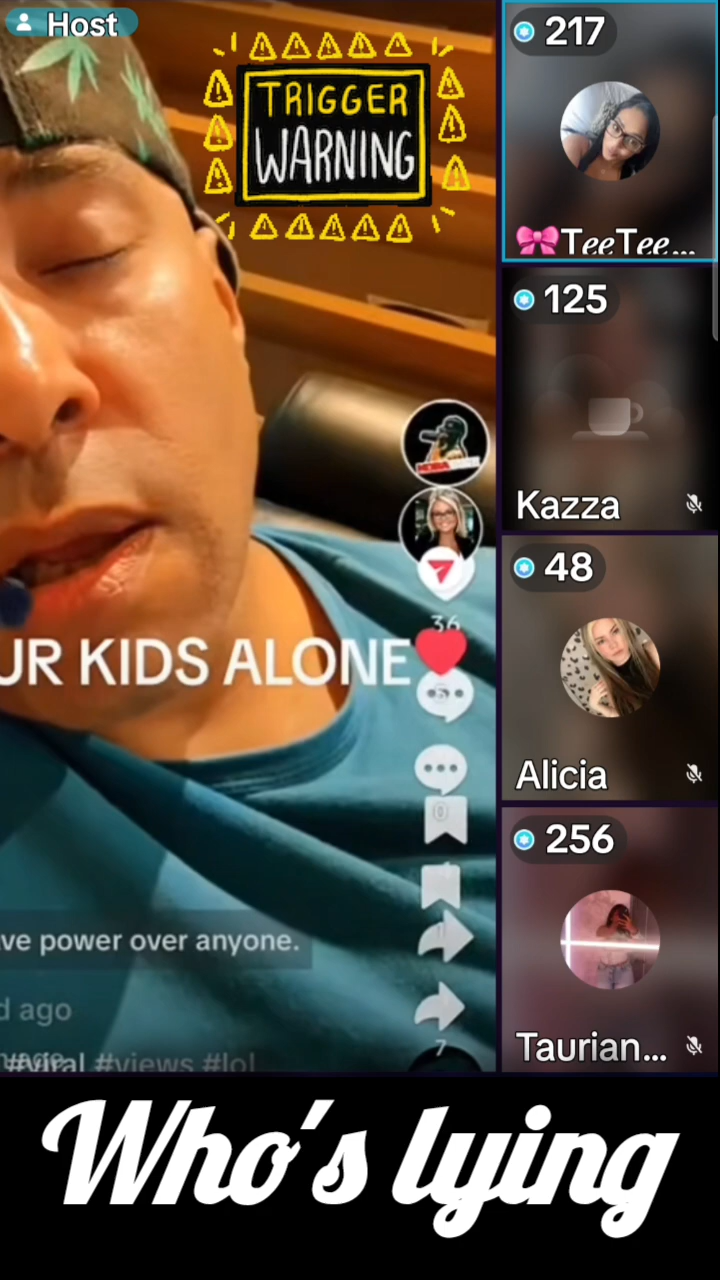 Host
TRIGGER
WARNING
217
🎀TeeTee...
125
Kazza
48
Alicia
256
Taurian...
36
UR KIDS ALONE
0
ve power over anyone.
d ago
#viral #views #lol
7
Who's lying